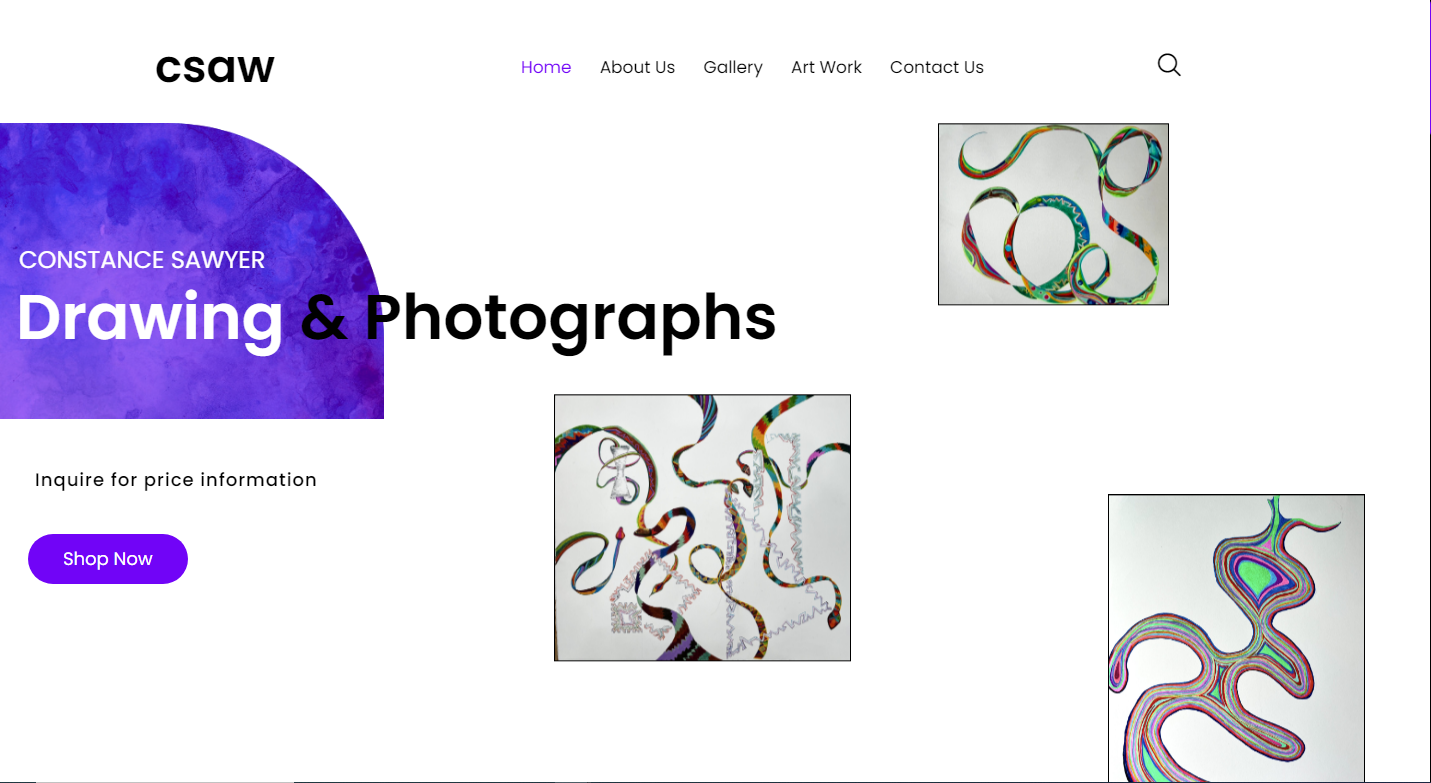 csaw
Home About Us Gallery Art Work Contact Us
CONSTANCE SAWYER
Drawing & Photographs
Inquire for price information
Shop Now